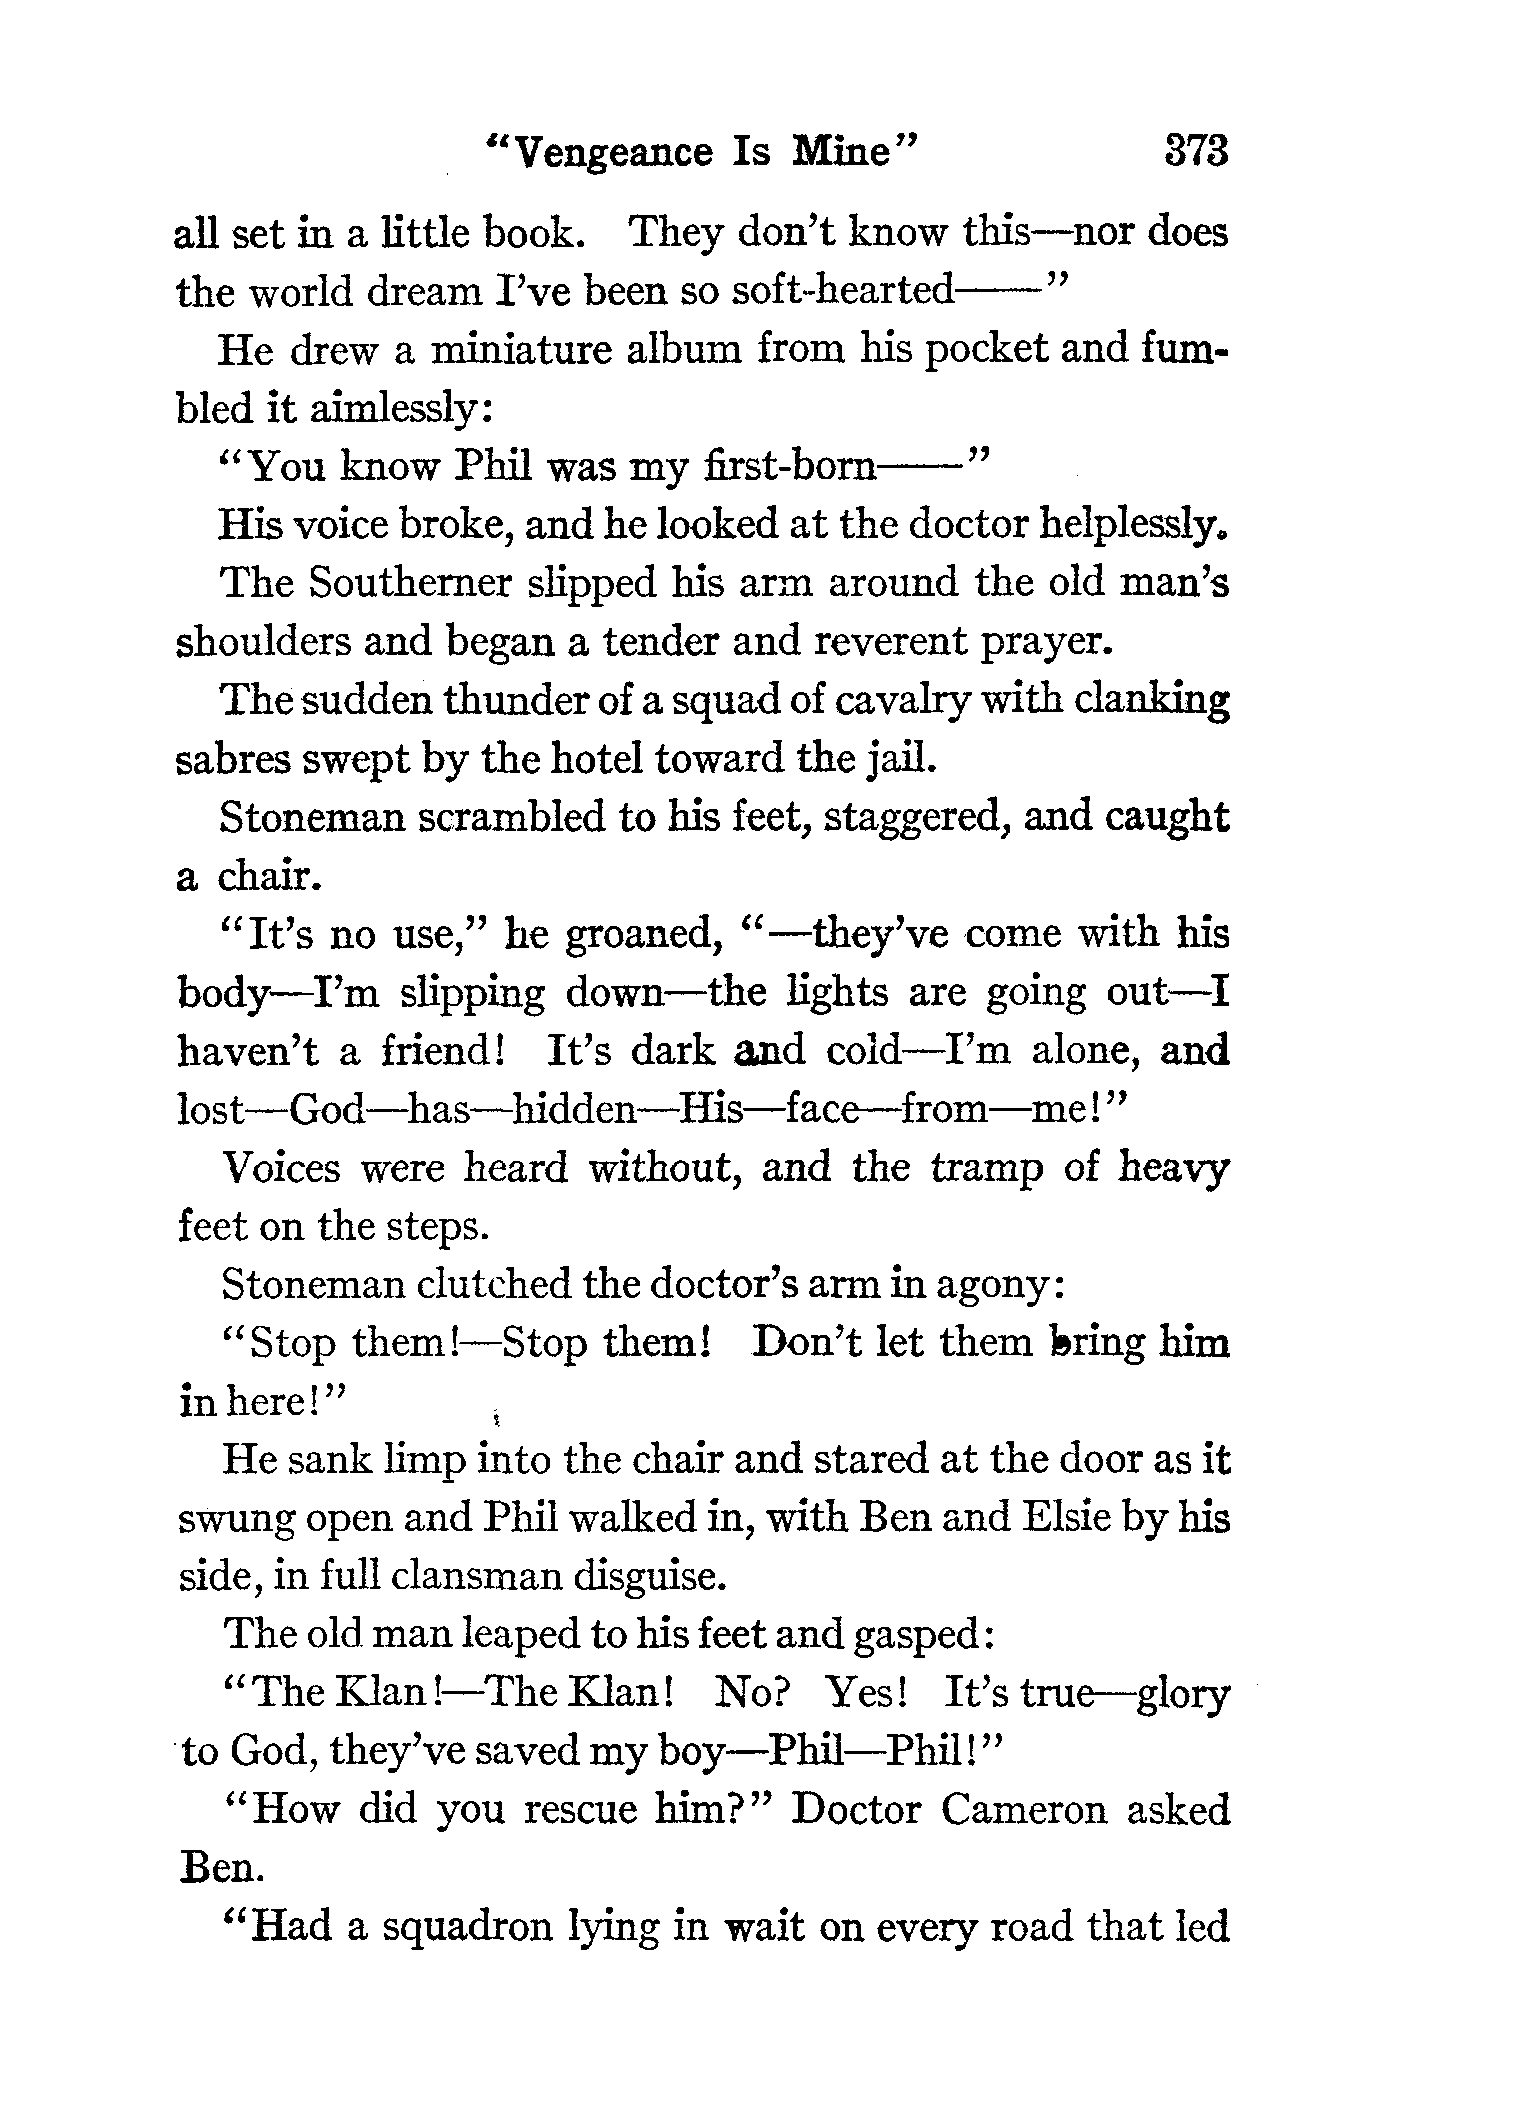 "Vengeance Is Mine" 373
all set in a little book. They don't know this—nor does
the world dream I've been so soft-hearted——"
He drew a miniature album from his pocket and fum-
bled it aimlessly:
"You know Phil was my first-born——"
His voice broke, and he looked at the doctor helplessly.
The Southerner slipped his arm around the old man's
shoulders and began a tender and reverent prayer.
The sudden thunder of a squad of cavalry with clanking
sabres swept by the hotel toward the jail.
Stoneman scrambled to his feet, staggered, and caught
a chair.
"It's no use," he groaned, "—they've come with his
body—I'm slipping down—the lights are going out—I
haven't a friend! It's dark and cold—I'm alone, and
lost—God—has—hidden—His—face—from—me!"
Voices were heard without, and the tramp of heavy
feet on the steps.
Stoneman clutched the doctor's arm in agony:
"Stop them!—Stop them! Don't let them bring him
in here!"
He sank limp into the chair and stared at the door as it
swung open and Phil walked in, with Ben and Elsie by his
side, in full clansman disguise.
The old man leaped to his feet and gasped:
"The Klan!—The Klan! No? Yes! It's true—glory
to God, they've saved my boy—Phil—Phil!"
"How did you rescue him?" Doctor Cameron asked
Ben.
"Had a squadron lying in wait on every road that led